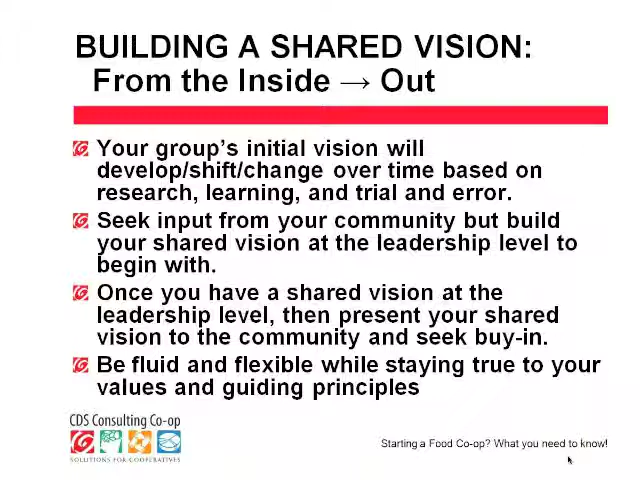 BUILDING A SHARED VISION:
From the Inside → Out
Your group's initial vision will
develop/shift/change over time based on
research, learning, and trial and error.
Seek input from your community but build
your shared vision at the leadership level to
begin with.
Once you have a shared vision at the
leadership level, then present your shared
vision to the community and seek buy-in.
Be fluid and flexible while staying true to your
values and guiding principles
CDS Consulting Co-op
SOLUTIONS FOR COOPERATIVES
Starting a Food Co-op? What you need to know!